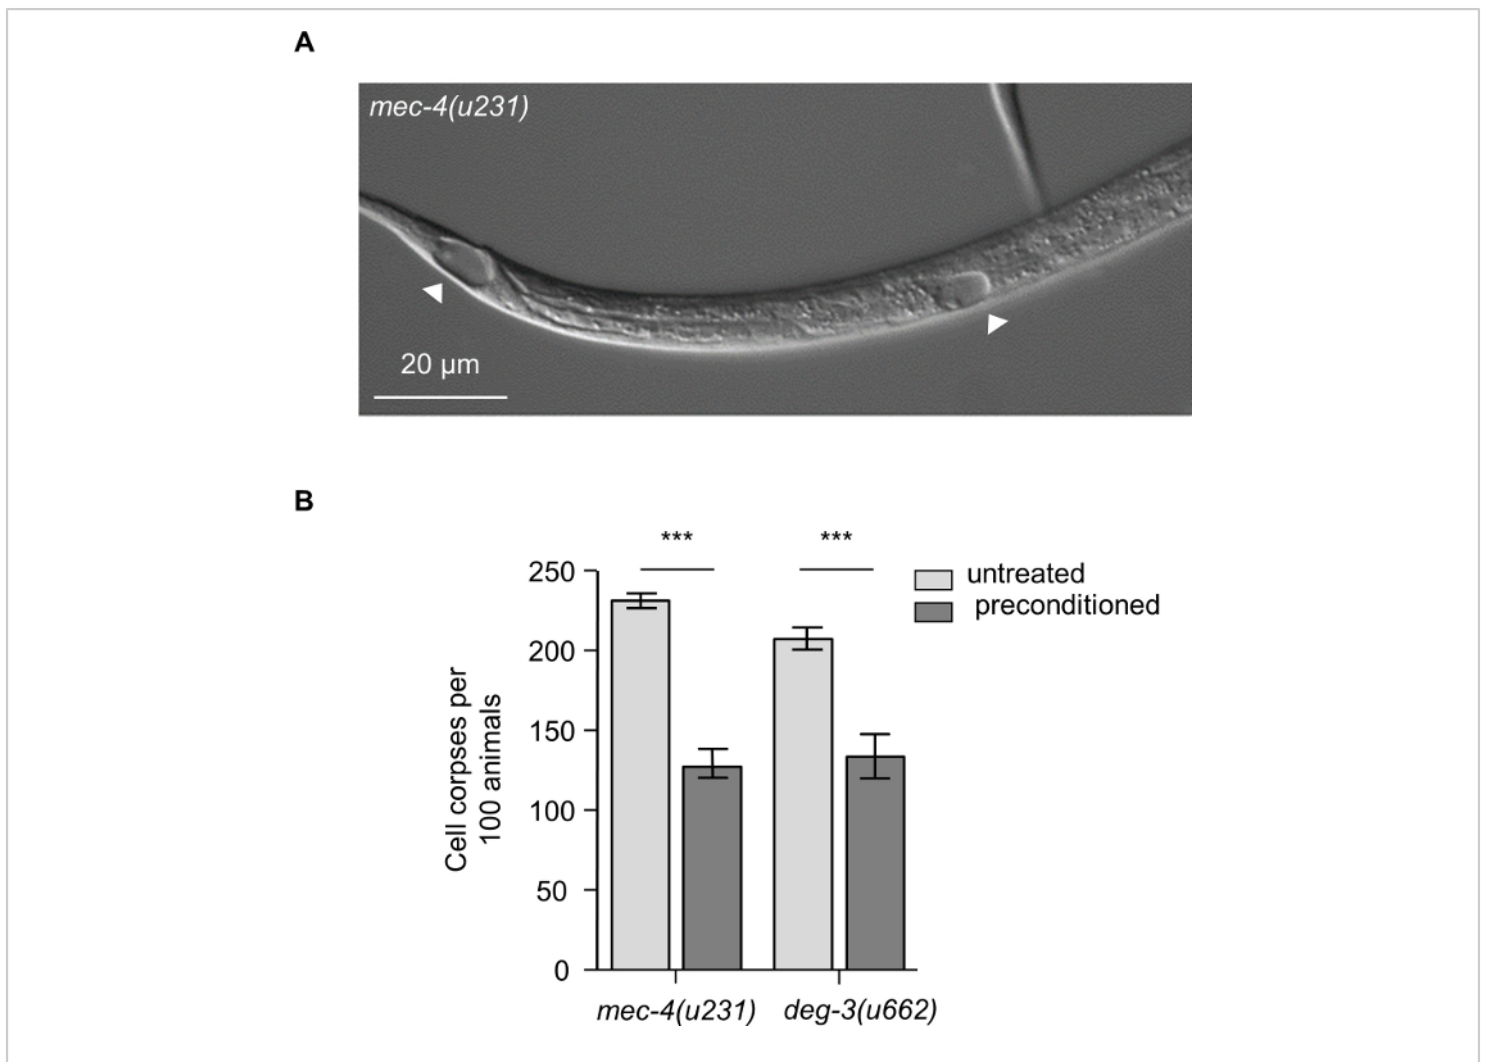 A
mec-4(u231)
20 µm
B
*** ***
250
200
150
100
50
0
Cell corpses per
100 animals
untreated
preconditioned
mec-4(u231) deg-3(u662)